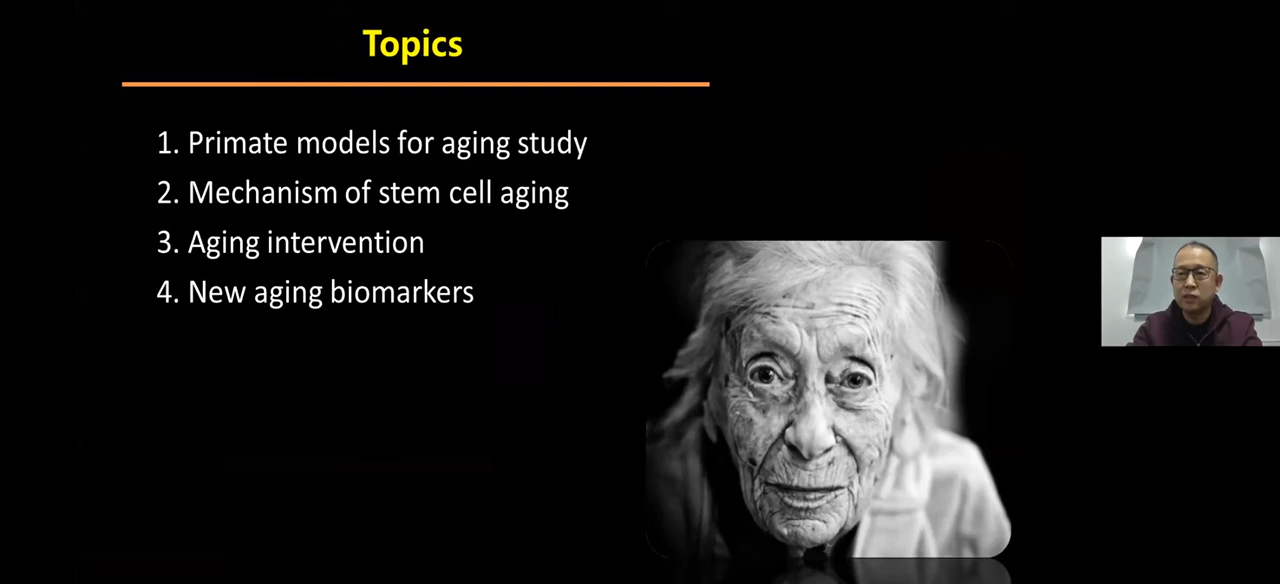 Topics
1. Primate models for aging study
2. Mechanism of stem cell aging
3. Aging intervention
4. New aging biomarkers